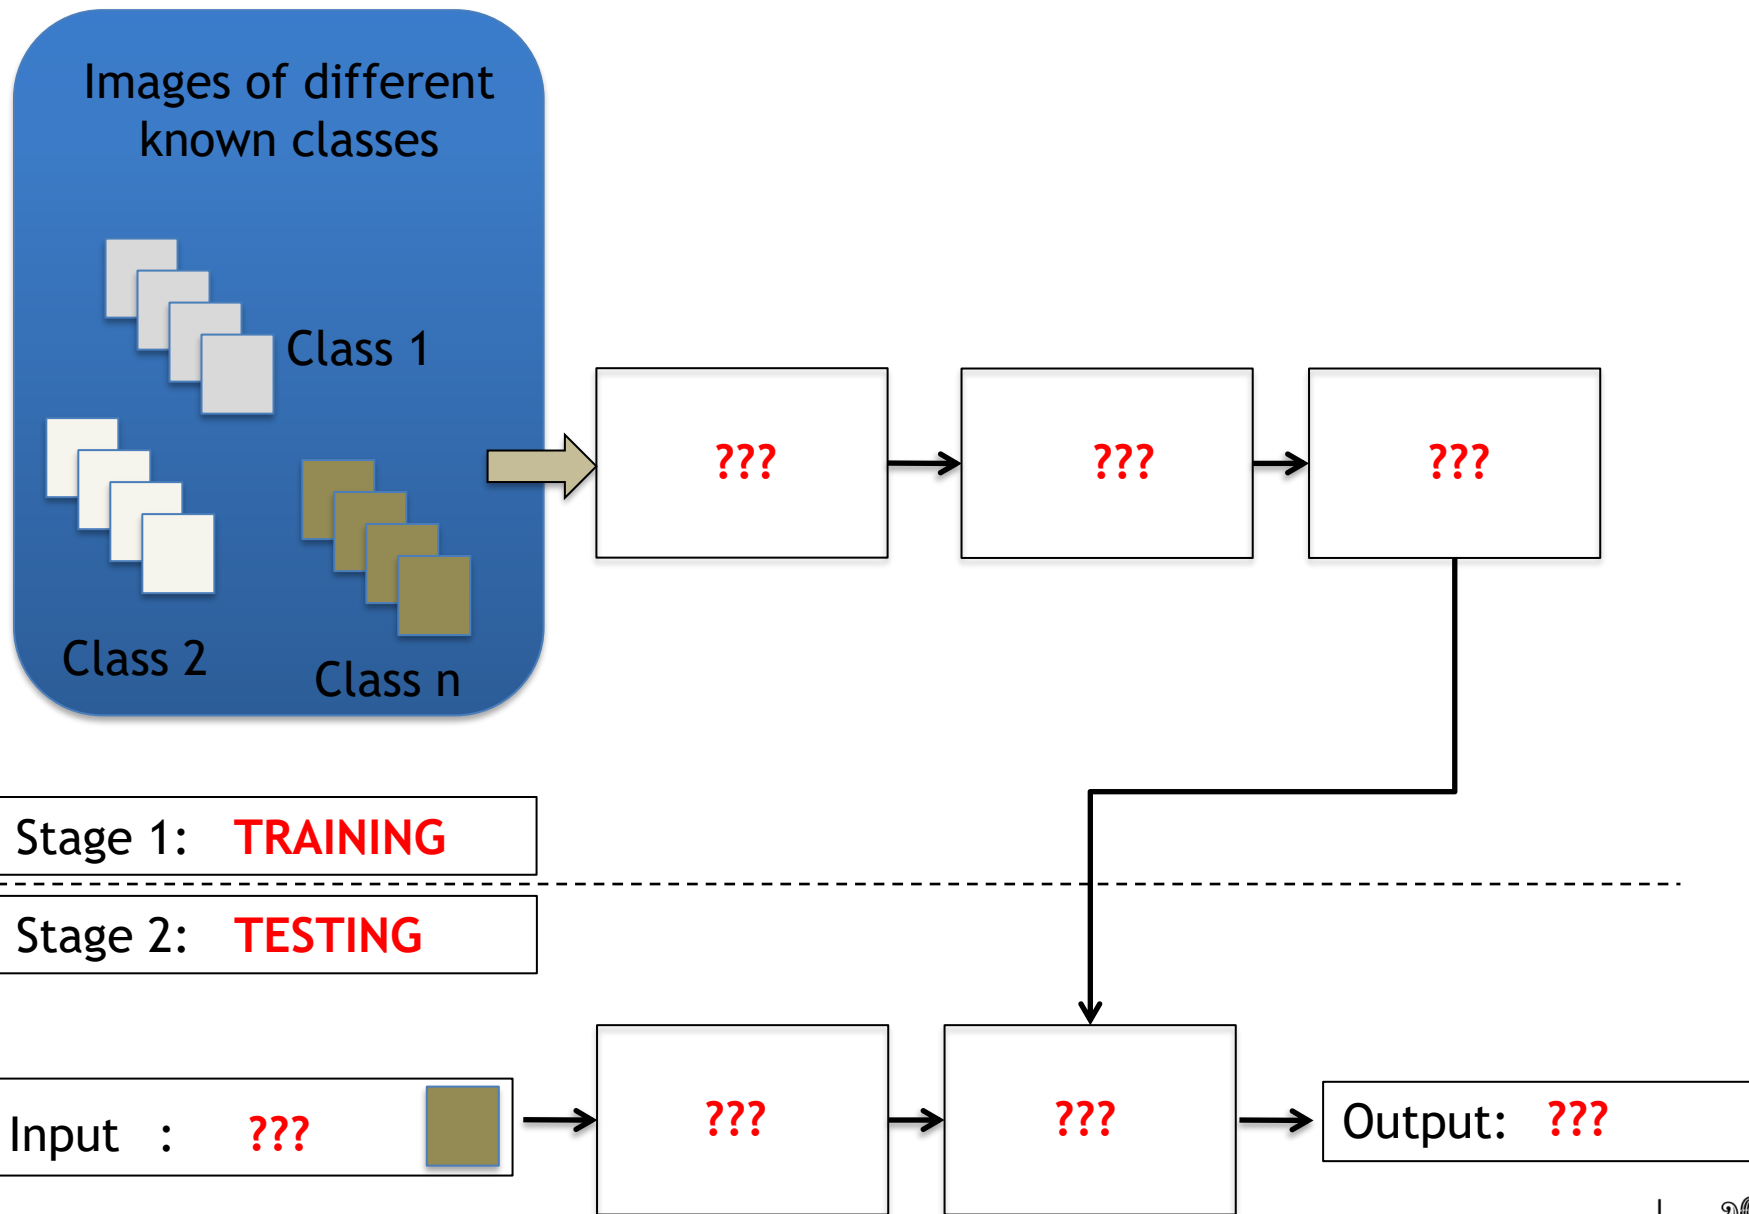 Images of different
known classes
Class 1
Class 2
Class n
???
???
???
Stage 1: TRAINING
Stage 2: TESTING
Input : ???
???
???
Output: ???